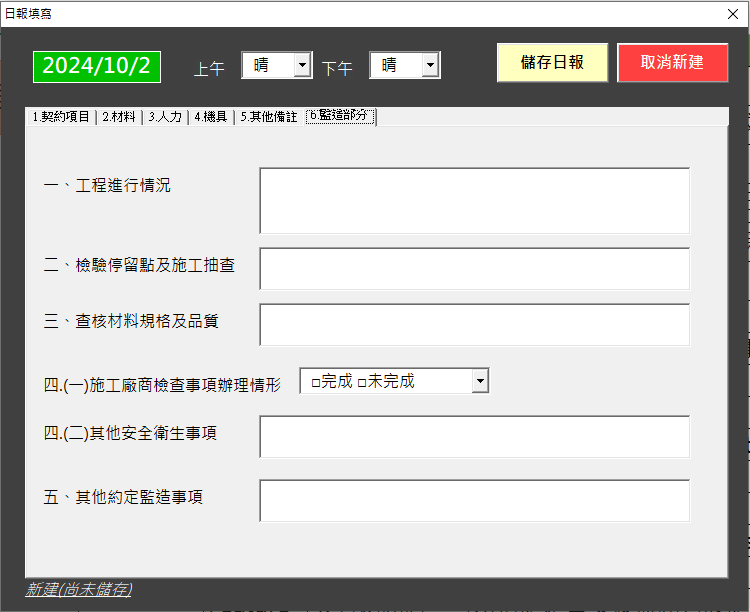 日報填寫
2024/10/2 上午 晴 下午 晴 儲存日報 取消新建
1.契約項目 2.材料 3.人力 4.機具 5.其他備註 6.監造部分
一、工程進行情況
二、檢驗停留點及施工抽查
三、查核材料規格及品質
四.(一)施工廠商檢查事項辦理情形 □完成 □未完成
四.(二)其他安全衛生事項
五、其他約定監造事項
新建(尚未儲存)